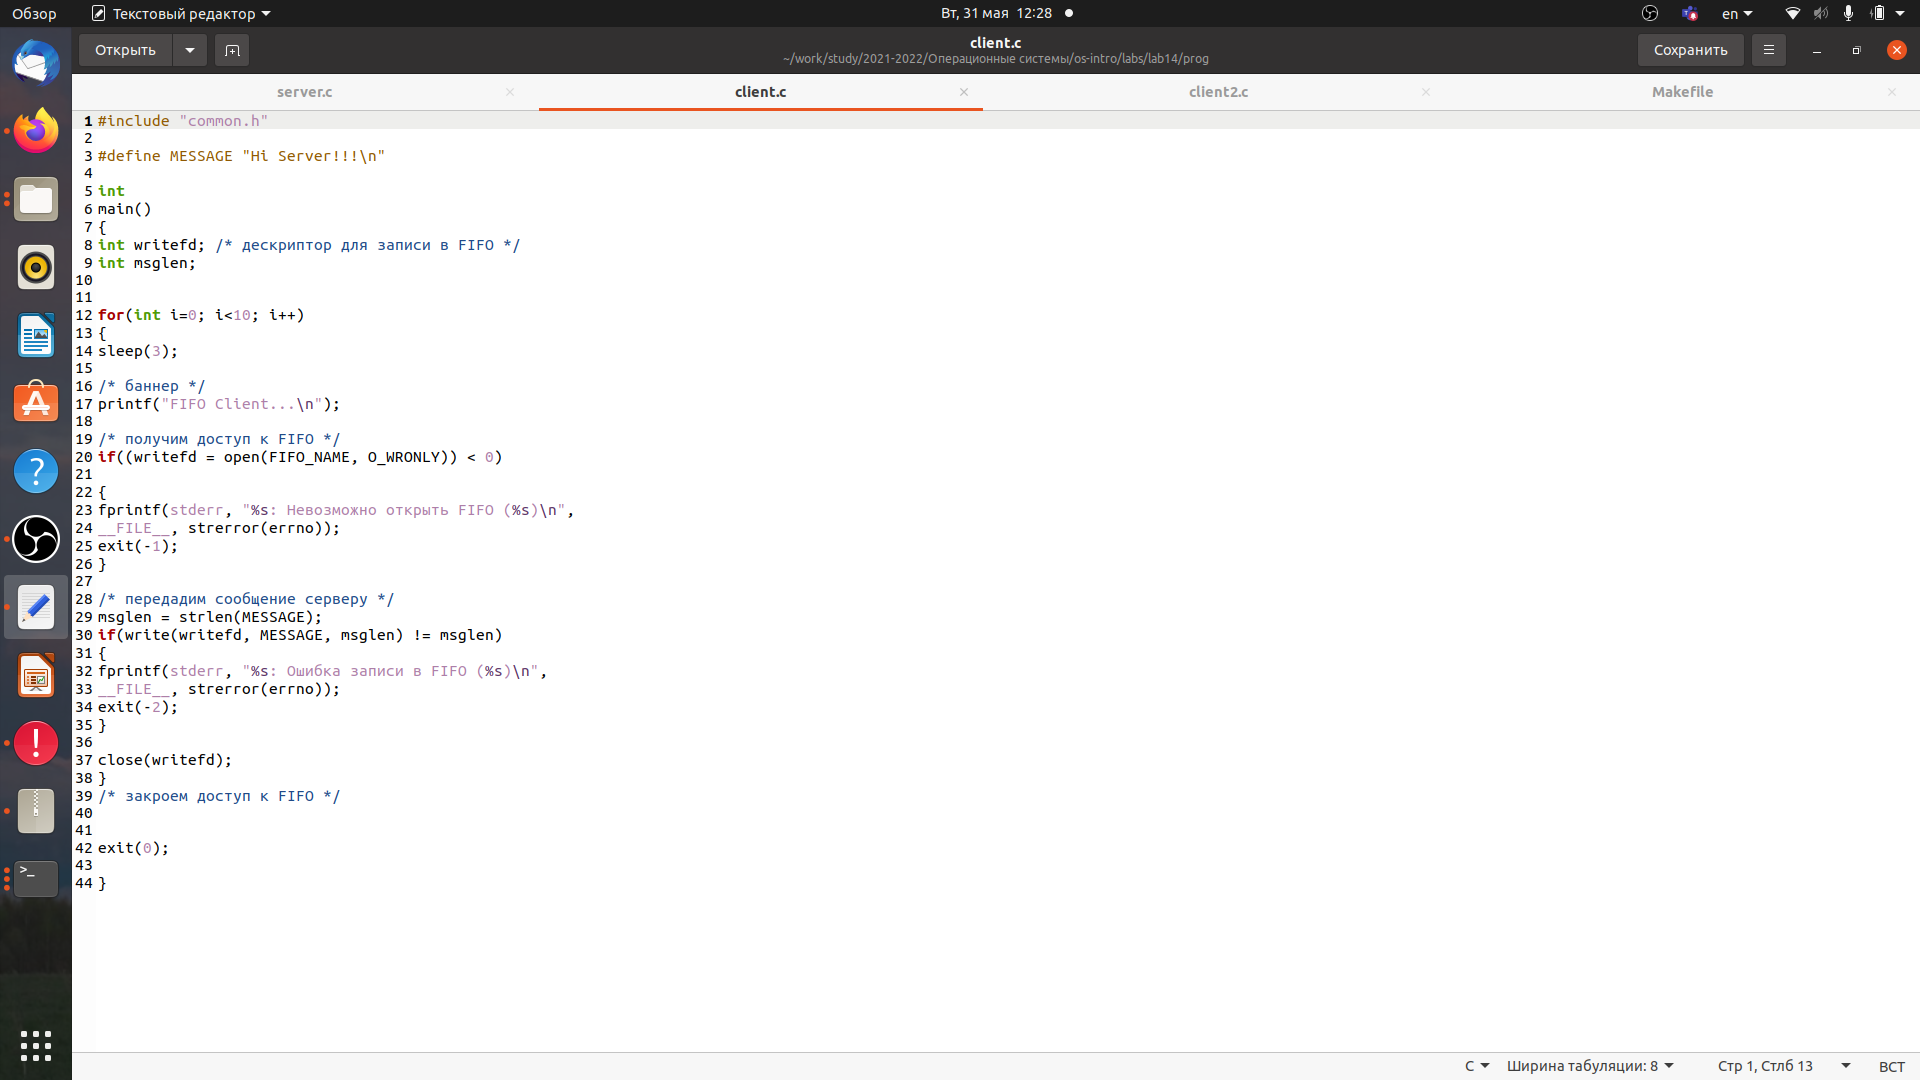 Обзор
Текстовый редактор
Вт, 31 мая 12:28
en
Открыть
client.c
~/work/study/2021-2022/Операционные системы/os-intro/labs/lab14/prog
Сохранить
server.c
client.c
client2.c
Makefile
1 #include "common.h"
2
3 #define MESSAGE "Hi Server!!!\n"
4
5 int
6 main()
7 {
8 int writefd; /* дескриптор для записи в FIFO */
9 int msglen;
10
11
12 for(int i=0; i<10; i++)
13 {
14 sleep(3);
15
16 /* баннер */
17 printf("FIFO Client...\n");
18
19 /* получим доступ к FIFO */
20 if((writefd = open(FIFO_NAME, O_WRONLY)) < 0)
21
22 {
23 fprintf(stderr, "%s: Невозможно открыть FIFO (%s)\n",
24 __FILE__, strerror(errno));
25 exit(-1);
26 }
27
28 /* передадим сообщение серверу */
29 msglen = strlen(MESSAGE);
30 if(write(writefd, MESSAGE, msglen) != msglen)
31 {
32 fprintf(stderr, "%s: Ошибка записи в FIFO (%s)\n",
33 __FILE__, strerror(errno));
34 exit(-2);
35 }
36
37 close(writefd);
38 }
39 /* закроем доступ к FIFO */
40
41
42 exit(0);
43
44 }
C
Ширина табуляции: 8
Стр 1, Стлб 13
ВСТ